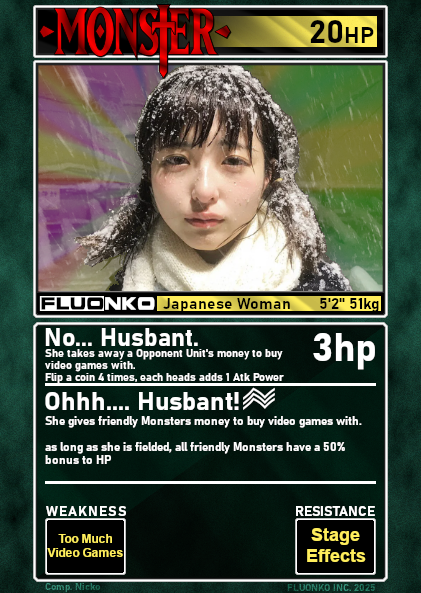 MONSTER 20HP
FLUONKO Japanese Woman 5'2" 51kg
No... Husbant. 3hp
She takes away a Opponent Unit's money to buy
video games with.
Flip a coin 4 times, each heads adds 1 Atk Power
Ohhh.... Husbant!
She gives friendly Monsters money to buy video games with.
as long as she is fielded, all friendly Monsters have a 50%
bonus to HP
WEAKNESS
Too Much
Video Games
RESISTANCE
Stage
Effects
Comp. Nicko FLUONKO INC. 2025